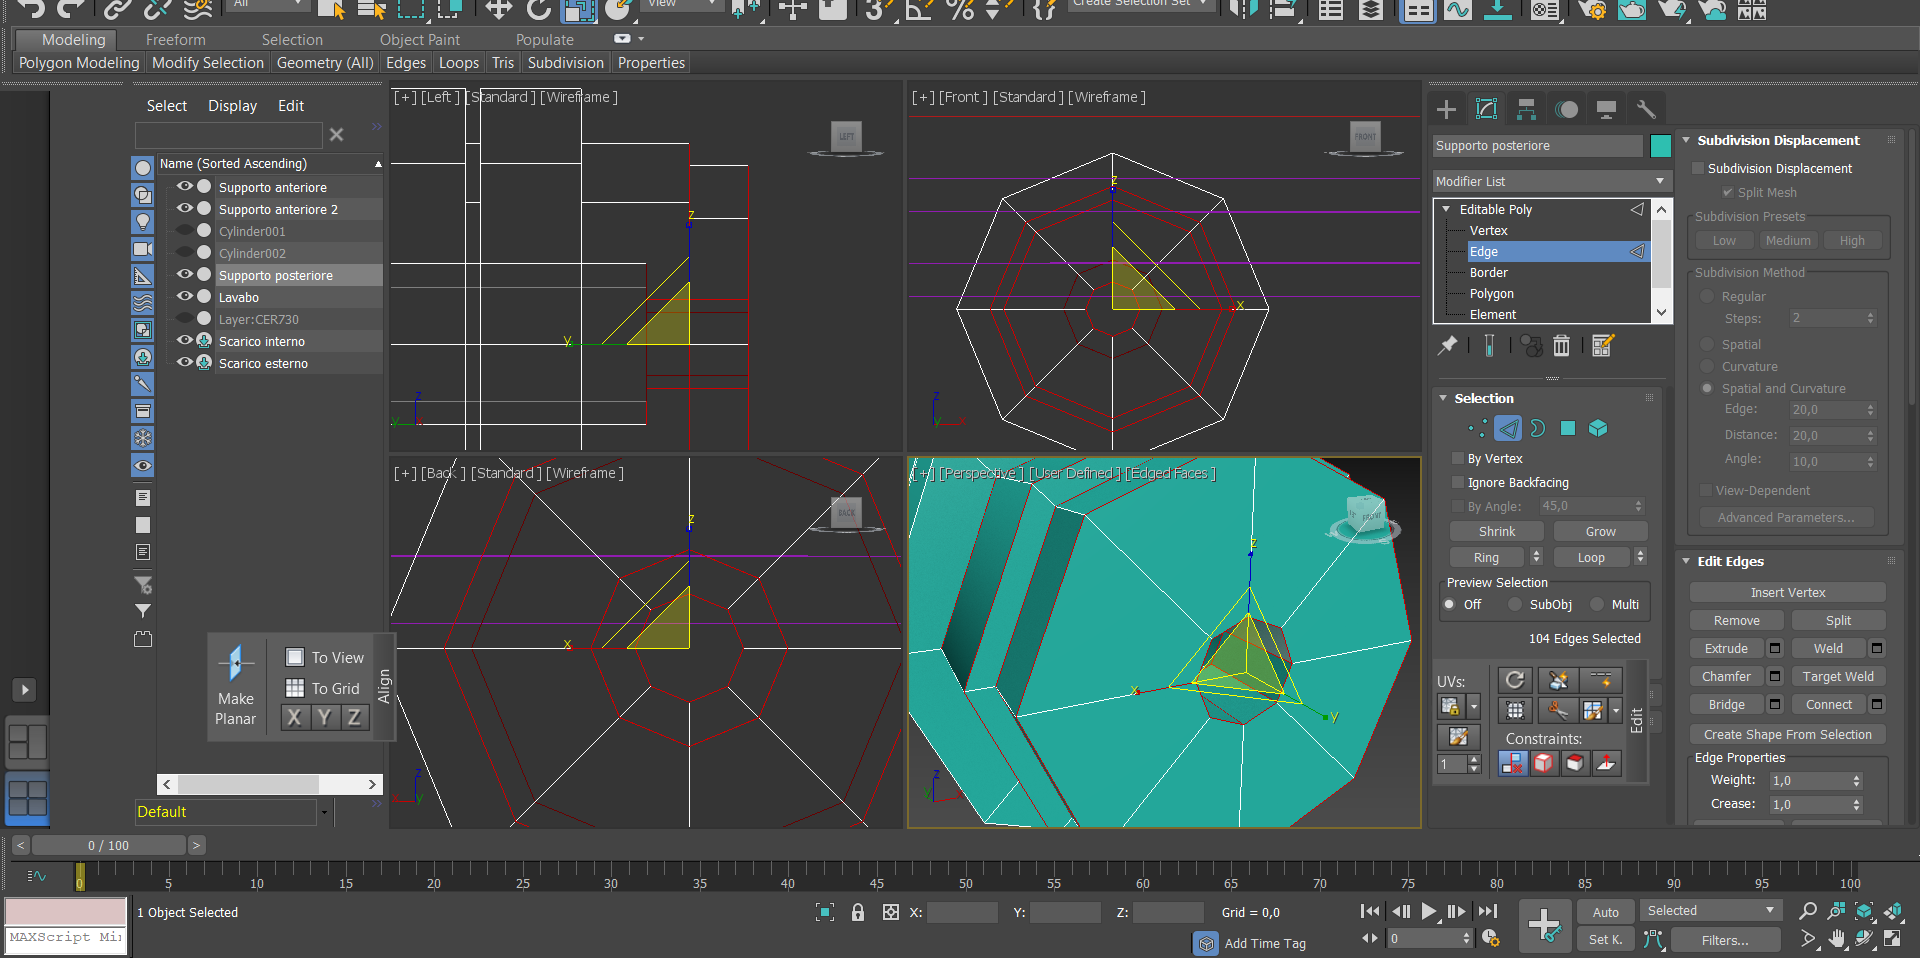 All
View
Create Selection Set
Modeling
Freeform
Selection
Object Paint
Populate
Polygon Modeling
Modify Selection
Geometry (All)
Edges
Loops
Tris
Subdivision
Properties
Select
Display
Edit
Name (Sorted Ascending)
Supporto anteriore
Supporto anteriore 2
Cylinder001
Cylinder002
Supporto posteriore
Lavabo
Layer:CER730
Scarico interno
Scarico esterno
Make
Planar
To View
To Grid
X Y Z
Align
Default
[+] [Left ] [Standard ] [Wireframe ]
LEFT
z
y
z
y
[+] [Front ] [Standard ] [Wireframe ]
FRONT
z
x
z
y
[+] [Back ] [Standard ] [Wireframe ]
BACK
z
x
z
y
[+] [Perspective ] [User Defined ] [Edged Faces ]
FRONT
z
x
y
z
y
Supporto posteriore
Modifier List
Editable Poly
Vertex
Edge
Border
Polygon
Element
Selection
By Vertex
Ignore Backfacing
By Angle: 45,0
Shrink
Grow
Ring
Loop
Preview Selection
Off
SubObj
Multi
104 Edges Selected
UVs:
1
Constraints:
Edit
Subdivision Displacement
Subdivision Displacement
Split Mesh
Subdivision Presets
Low
Medium
High
Subdivision Method
Regular
Steps: 2
Spatial
Curvature
Spatial and Curvature
Edge: 20,0
Distance: 20,0
Angle: 10,0
View-Dependent
Advanced Parameters...
Edit Edges
Insert Vertex
Remove
Split
Extrude
Weld
Chamfer
Target Weld
Bridge
Connect
Create Shape From Selection
Edge Properties
Weight: 1,0
Crease: 1,0
< 0 / 100 >
0 5 10 15 20 25 30 35 40 45 50 55 60 65 70 75 80 85 90 95 100
1 Object Selected
X:
Y:
Z:
Grid = 0,0
Auto
Selected
MAXScript Mi
Add Time Tag
0
Set K.
Filters...